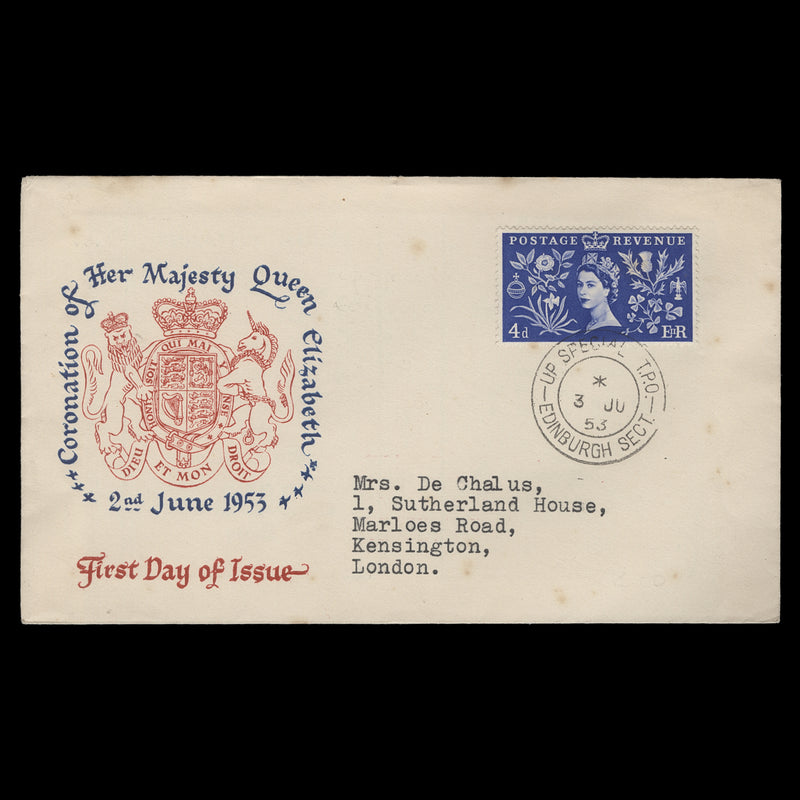 Coronation of Her Majesty Queen Elizabeth
HONI SOIT QUI MAL
NSE
DIEU ET MON DROIT
2nd June 1953
First Day of Issue
POSTAGE REVENUE
4d
E II R
UP SPECIAL T.P.O.
*
3 JU
53
EDINBURGH SECT.
Mrs. De Chalus,
1, Sutherland House,
Marloes Road,
Kensington,
London.